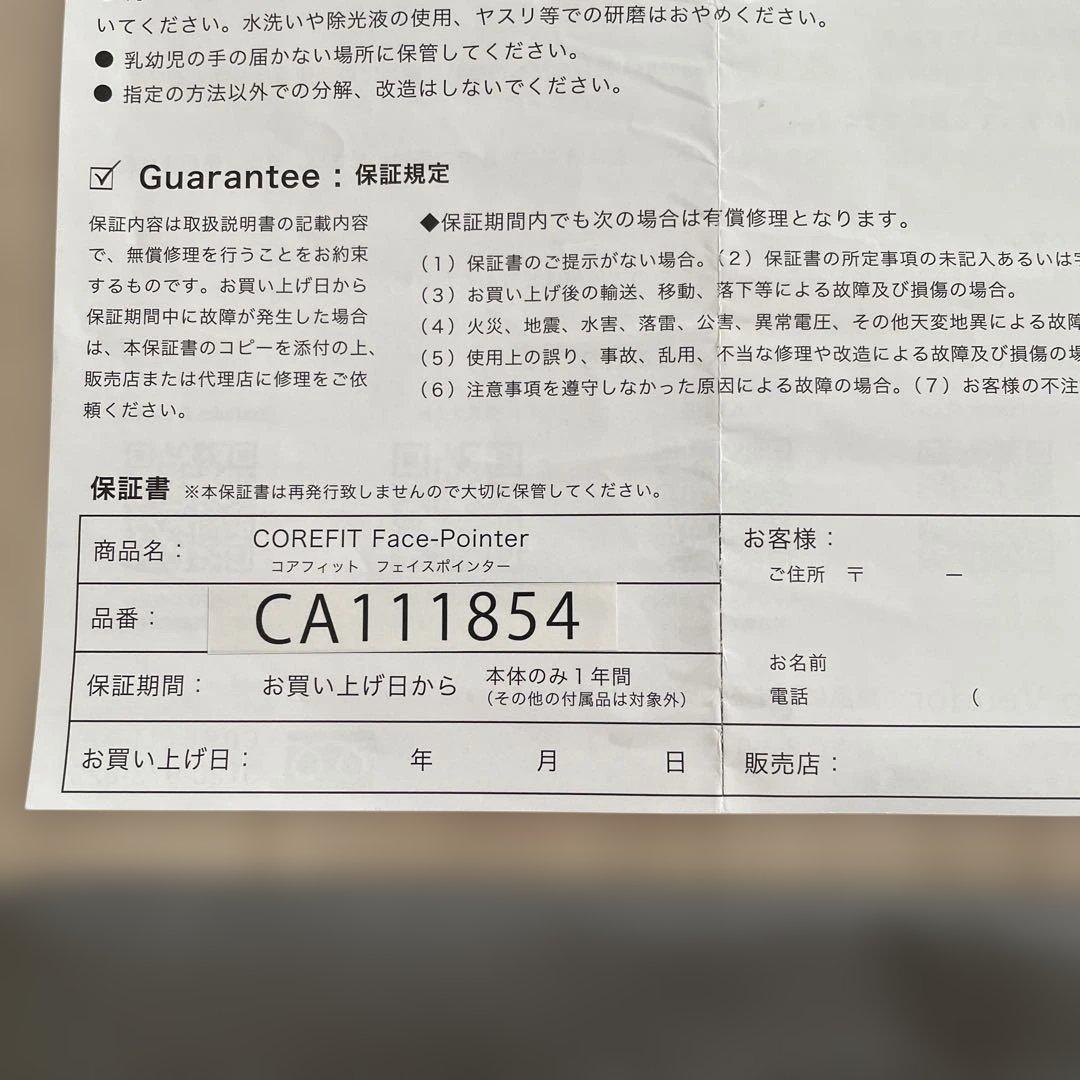 いてください。水洗いや除光液の使用、ヤスリ等での研磨はおやめください。
● 乳幼児の手の届かない場所に保管してください。
● 指定の方法以外での分解、改造はしないでください。
Guarantee : 保証規定
保証内容は取扱説明書の記載内容
で、無償修理を行うことをお約束
するものです。お買い上げ日から
保証期間中に故障が発生した場合
は、本保証書のコピーを添付の上、
販売店または代理店に修理をご依
頼ください。
◆保証期間内でも次の場合は有償修理となります。
(1) 保証書のご提示がない場合。(2) 保証書の所定事項の未記入あるいは
(3) お買い上げ後の輸送、移動、落下等による故障及び損傷の場合。
(4) 火災、地震、水害、落雷、公害、異常電圧、その他天変地異による故障
(5) 使用上の誤り、事故、乱用、不当な修理や改造による故障及び損傷の場
(6) 注意事項を遵守しなかった原因による故障の場合。(7) お客様の不注
保証書 ※本保証書は再発行致しませんので大切に保管してください。
商品名： COREFIT Face-Pointer
コアフィット フェイスポインター
品番： CA111854
保証期間： お買い上げ日から 本体のみ1年間
(その他の付属品は対象外)
お買い上げ日： 年 月 日
お客様：
ご住所 〒 ー
お名前
電話 (
販売店：